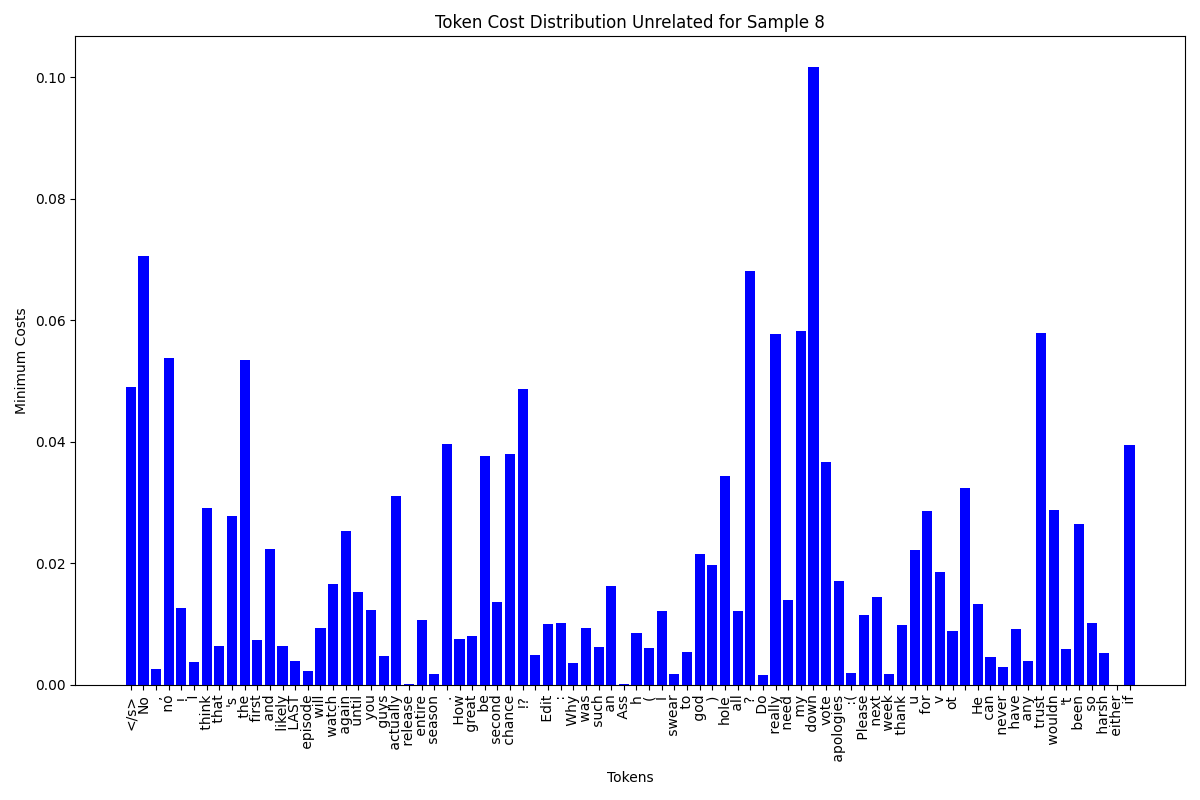 Token Cost Distribution Unrelated for Sample 8
0.10
0.08
0.06
0.04
0.02
0.00
Minimum Costs
</s>
No
nó
!
I
think
that
's
the
first
and
likely
LAST
episode
will
watch
again
until
you
guys
actually
release
entire
season
.
How
great
be
second
chance
!?
Edit
:
Why
was
such
an
Ass
h
(
I
swear
to
god
)
hole
all
?
Do
really
need
my
down
vote
apologies
:(
Please
next
week
thank
u
for
v
ot
He
can
never
have
any
trust
wouldn
't
been
so
harsh
either
if
Tokens